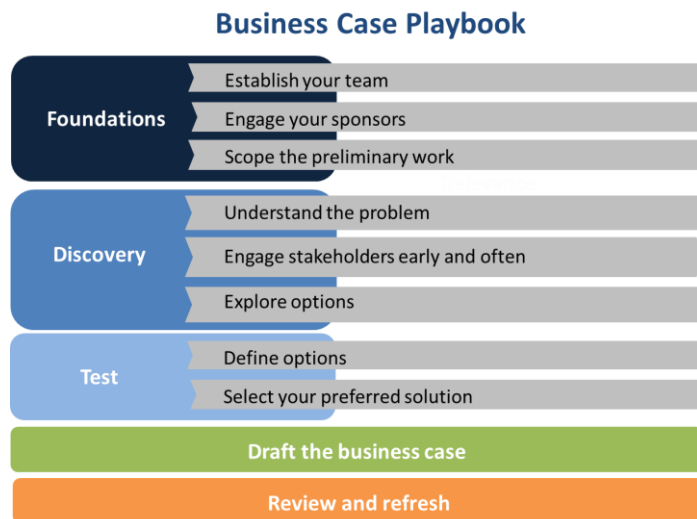 Business Case Playbook
Foundations
Establish your team
Engage your sponsors
Scope the preliminary work
Discovery
Understand the problem
Engage stakeholders early and often
Explore options
Test
Define options
Select your preferred solution
Draft the business case
Review and refresh